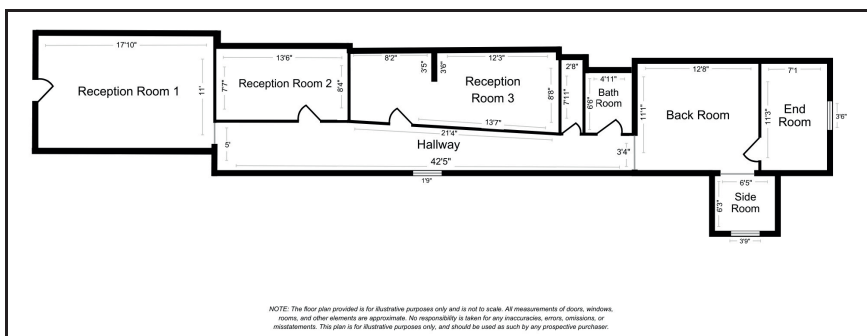 17'10"
Reception Room 1
11'
13'6"
Reception Room 2
7'7"
8'4"
8'2"
3'5"
3'6"
12'3"
Reception
Room 3
8'8"
13'7"
21'4"
2'8"
7'11"
4'11"
Bath
Room
6'8"
12'8"
Back Room
11'1"
7'1
End
Room
11'3"
3'6"
Hallway
5'
42'5"
3'4"
1'9"
6'5"
Side
Room
6'3"
3'9"
NOTE: The floor plan provided is for illustrative purposes only and is not to scale. All measurements of doors, windows,
rooms, and other elements are approximate. No responsibility is taken for any inaccuracies, errors, omissions, or
misstatements. This plan is for illustrative purposes only, and should be used as such by any prospective purchaser.